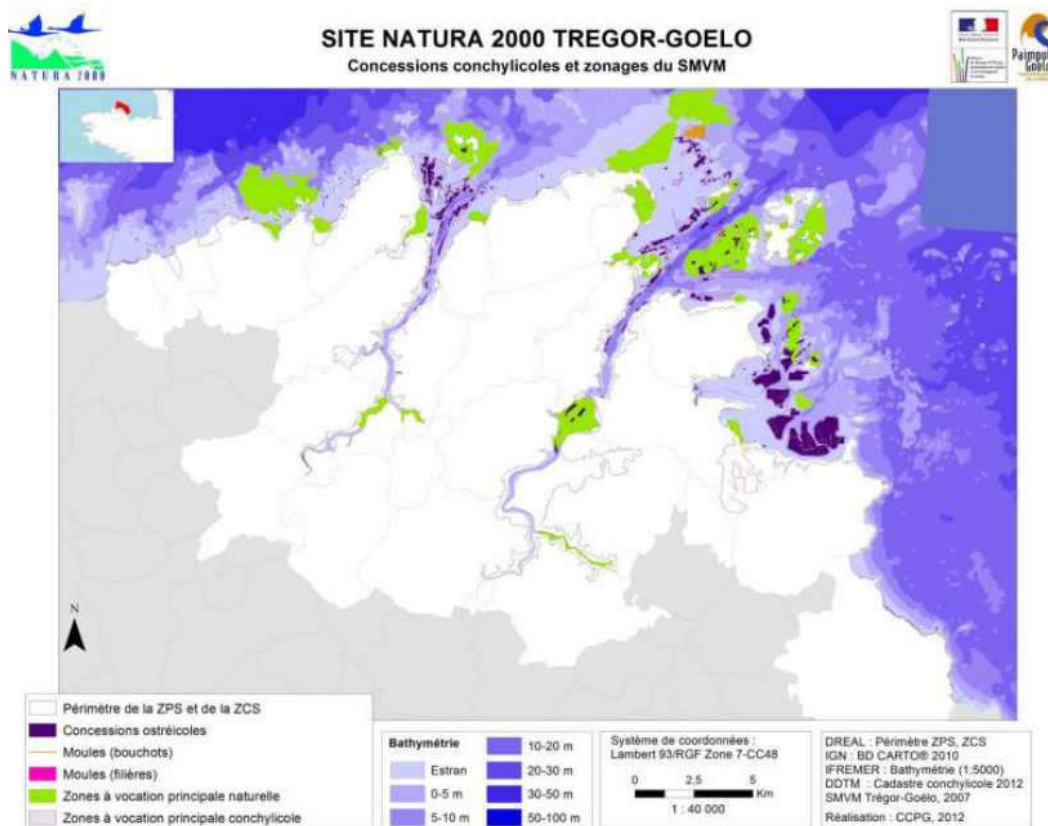 NATURA 2000
SITE NATURA 2000 TREGOR-GOELO
Concessions conchylicoles et zonages du SMVM
Paimpol
Goëlo
N
Périmètre de la ZPS et de la ZCS
Concessions ostréicoles
Moules (bouchots)
Moules (filières)
Zones à vocation principale naturelle
Zones à vocation principale conchylicole
Bathymétrie
Estran
0-5 m
5-10 m
10-20 m
20-30 m
30-50 m
50-100 m
Système de coordonnées :
Lambert 93/RGF Zone 7-CC48
0 2,5 5
Km
1 : 40 000
DREAL : Périmètre ZPS, ZCS
IGN : BD CARTO® 2010
IFREMER : Bathymétrie (1:5000)
DDTM : Cadastre conchylicole 2012
SMVM Trégor-Goëlo, 2007
Réalisation : CCPG, 2012